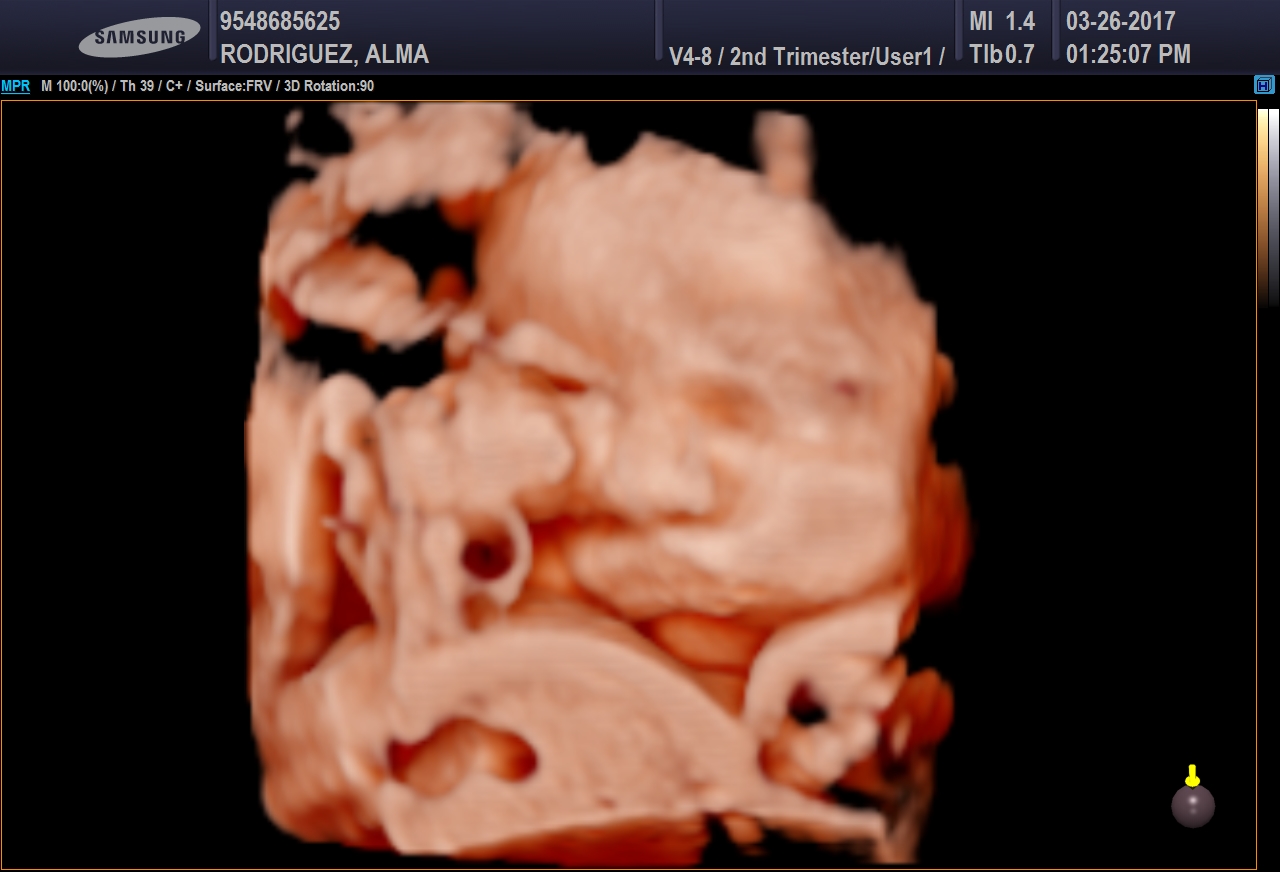 SAMSUNG
9548685625
RODRIGUEZ, ALMA
V4-8 / 2nd Trimester/User1 /
MI 1.4
TIb 0.7
03-26-2017
01:25:07 PM
MPR M 100:0(%) / Th 39 / C+ / Surface:FRV / 3D Rotation:90